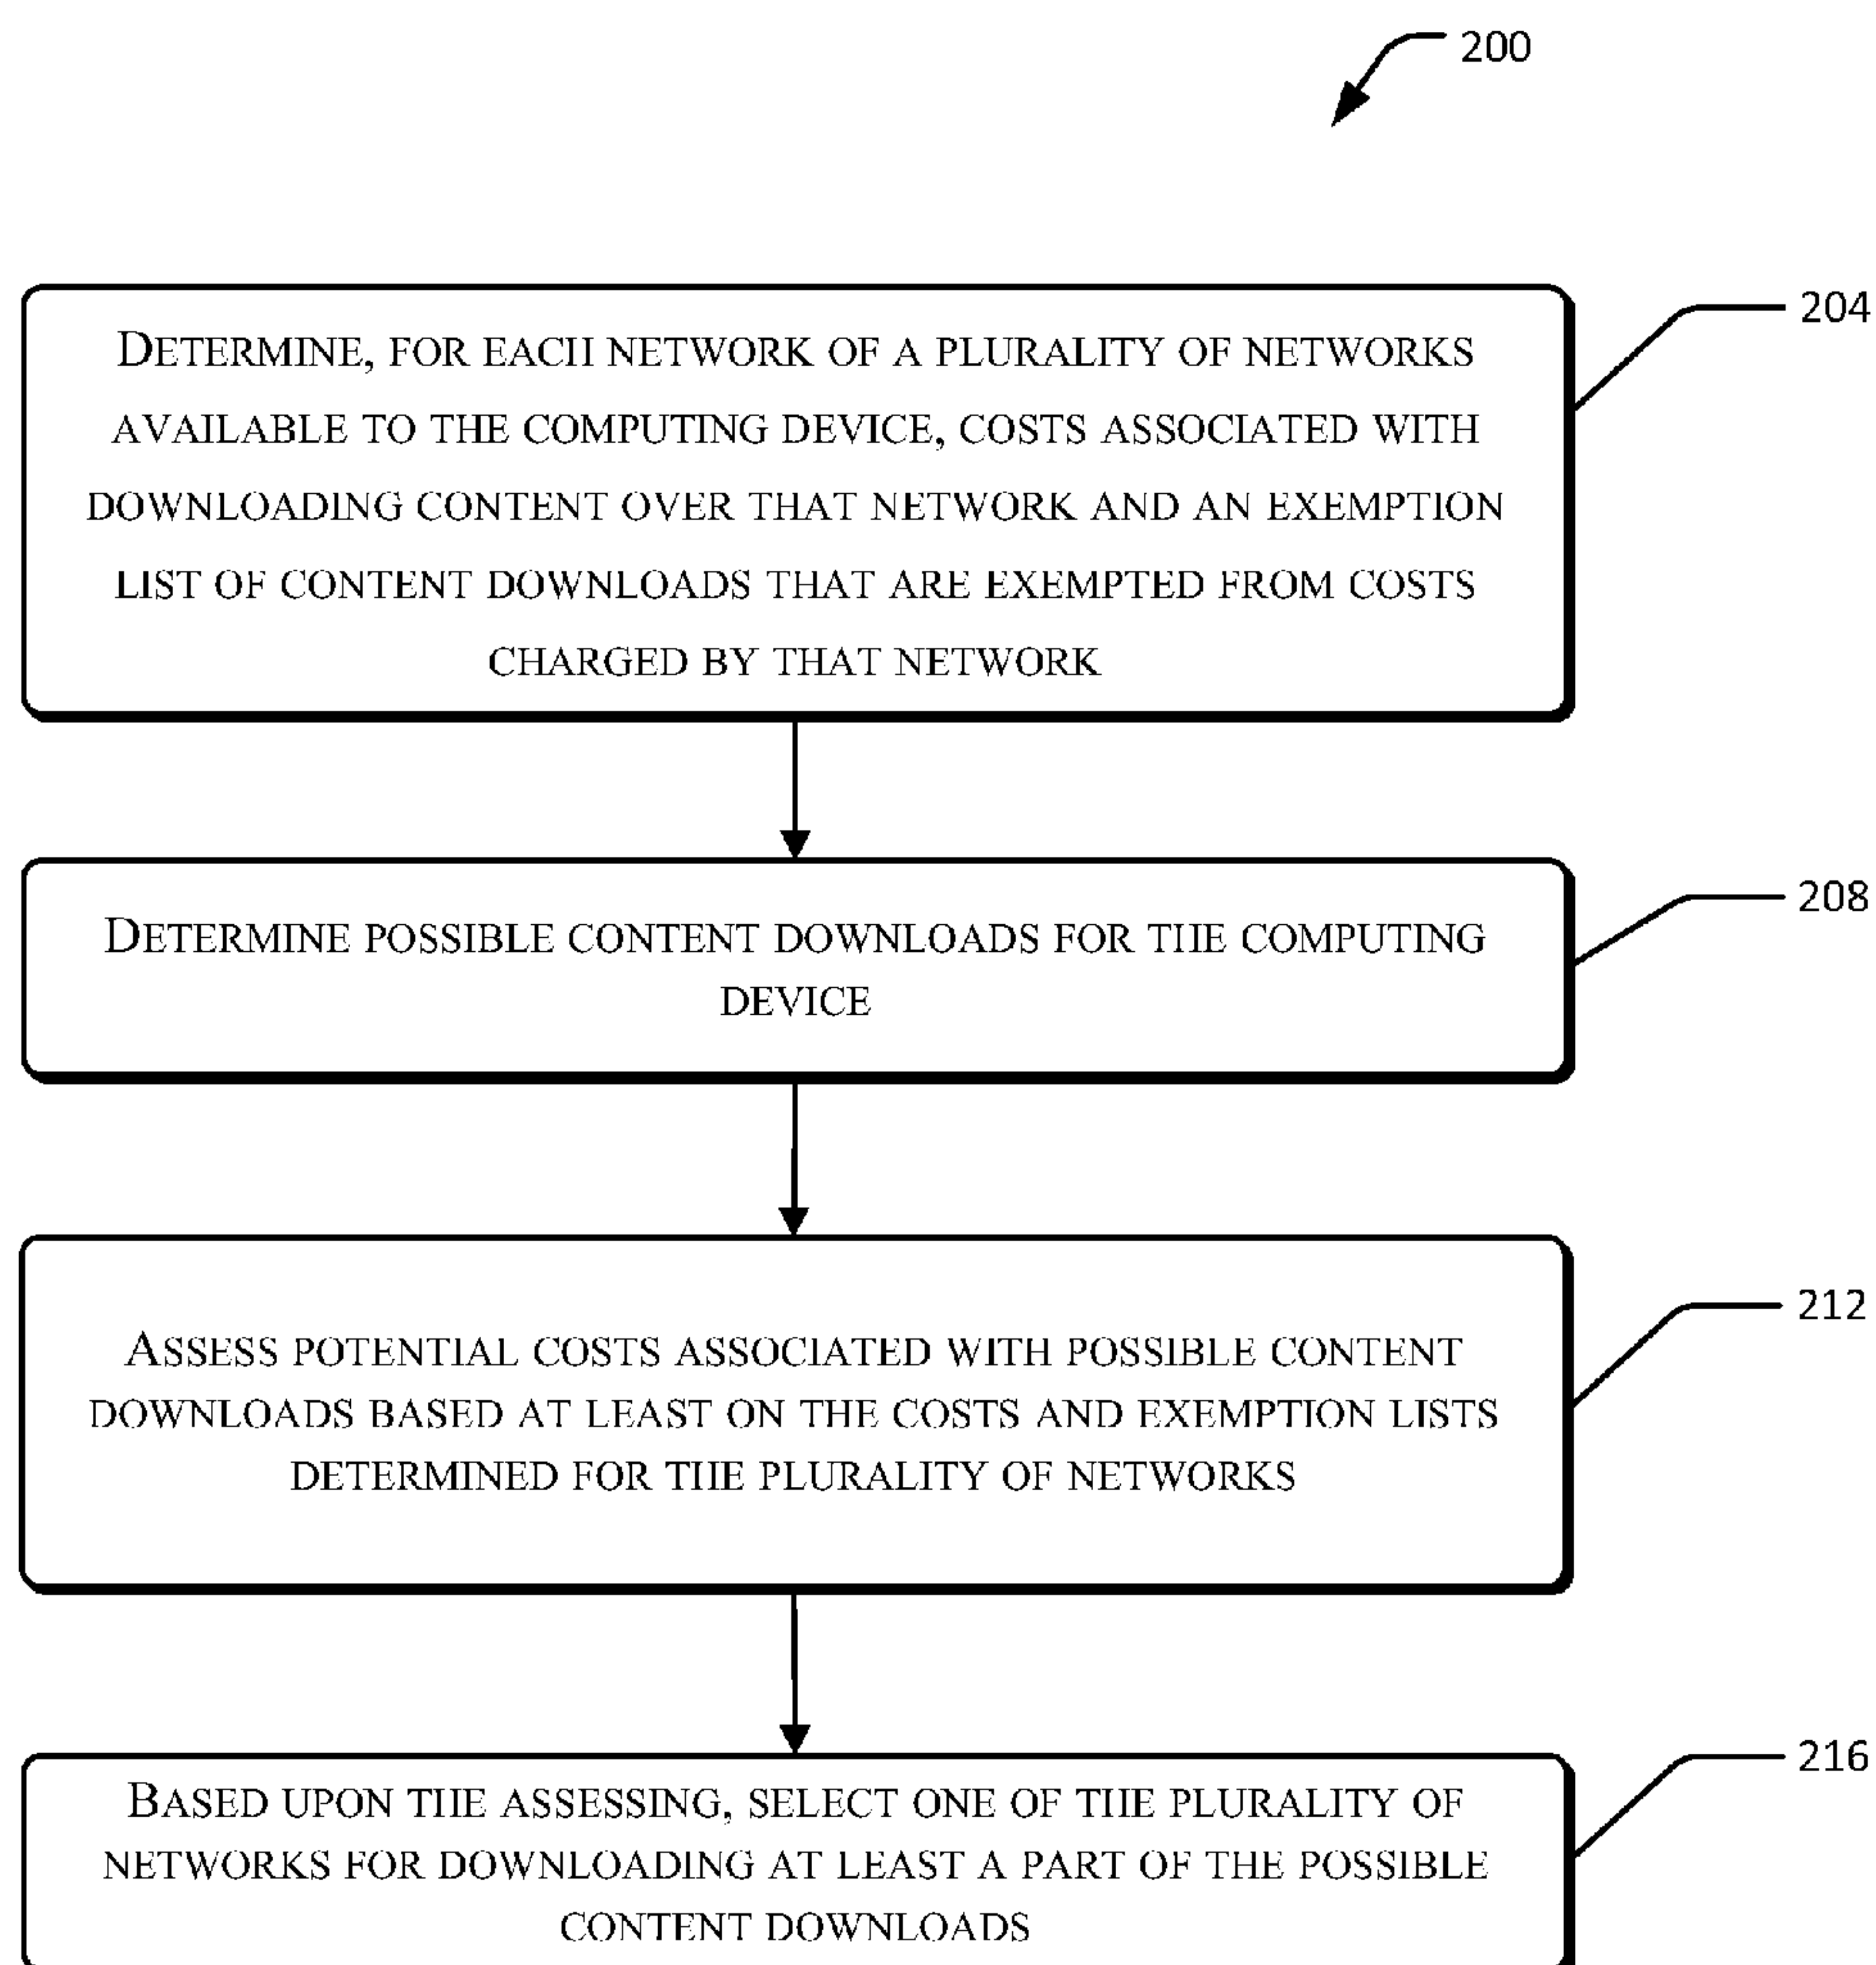 200
204
DETERMINE, FOR EACH NETWORK OF A PLURALITY OF NETWORKS
AVAILABLE TO THE COMPUTING DEVICE, COSTS ASSOCIATED WITH
DOWNLOADING CONTENT OVER THAT NETWORK AND AN EXEMPTION
LIST OF CONTENT DOWNLOADS THAT ARE EXEMPTED FROM COSTS
CHARGED BY THAT NETWORK
208
DETERMINE POSSIBLE CONTENT DOWNLOADS FOR THE COMPUTING
DEVICE
212
ASSESS POTENTIAL COSTS ASSOCIATED WITH POSSIBLE CONTENT
DOWNLOADS BASED AT LEAST ON THE COSTS AND EXEMPTION LISTS
DETERMINED FOR THE PLURALITY OF NETWORKS
216
BASED UPON THE ASSESSING, SELECT ONE OF THE PLURALITY OF
NETWORKS FOR DOWNLOADING AT LEAST A PART OF THE POSSIBLE
CONTENT DOWNLOADS